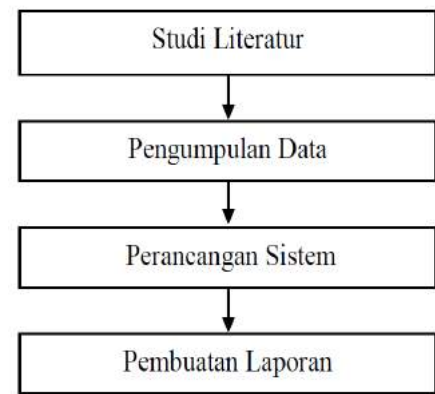 Studi Literatur
Pengumpulan Data
Perancangan Sistem
Pembuatan Laporan